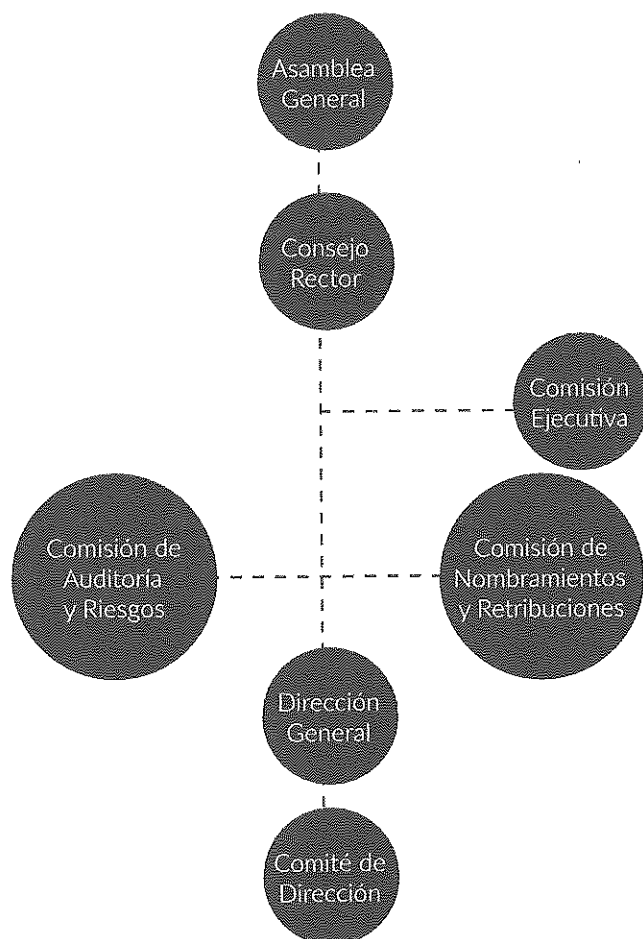 Asamblea
General
Consejo
Rector
Comisión
Ejecutiva
Comisión de
Auditoría
y Riesgos
Comisión de
Nombramientos
y Retribuciones
Dirección
General
Comité de
Dirección